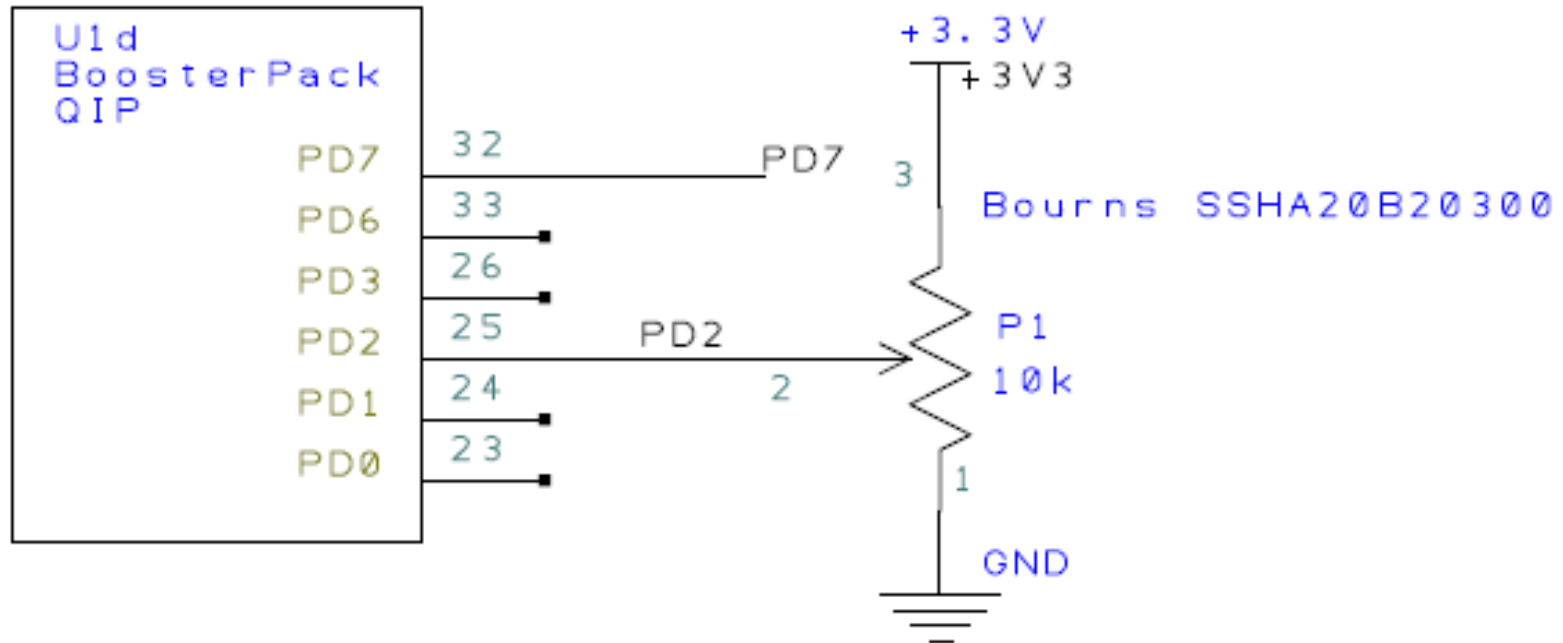 U1d
BoosterPack
QIP
+3.3V
+3V3
PD7 32 PD7
3
Bourns SSHA20B20300
PD6 33
PD3 26
PD2 25 PD2
2
P1
10k
PD1 24
PD0 23
1
GND